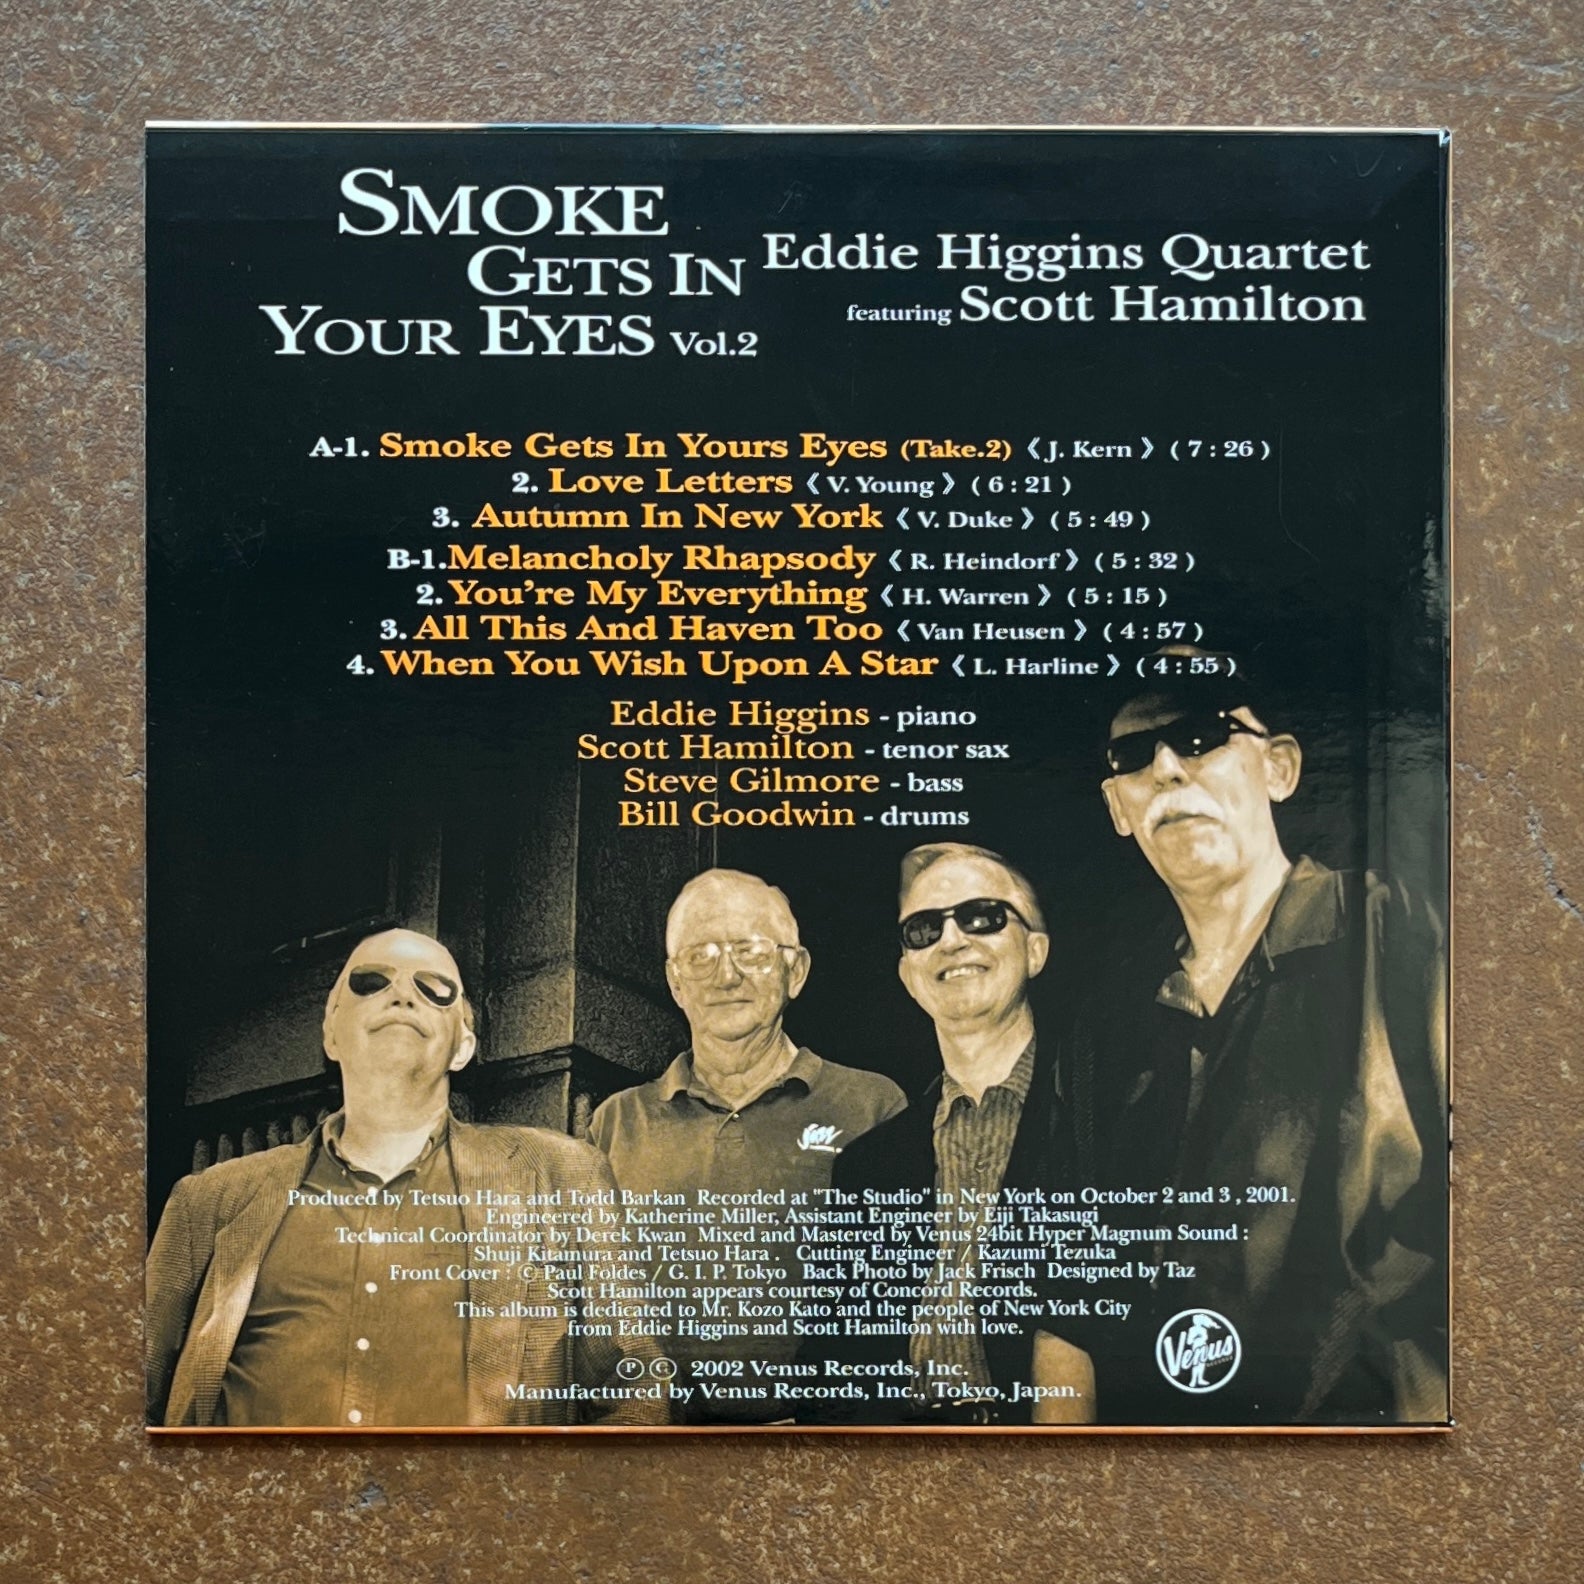 SMOKE
GETS IN
YOUR EYES Vol.2
Eddie Higgins Quartet
featuring Scott Hamilton
A-1. Smoke Gets In Yours Eyes (Take.2) 《 J. Kern 》 ( 7 : 26 )
2. Love Letters 《 V. Young 》 ( 6 : 21 )
3. Autumn In New York 《 V. Duke 》 ( 5 : 49 )
B-1. Melancholy Rhapsody 《 R. Heindorf 》 ( 5 : 32 )
2. You're My Everything 《 H. Warren 》 ( 5 : 15 )
3. All This And Haven Too 《 Van Heusen 》 ( 4 : 57 )
4. When You Wish Upon A Star 《 L. Harline 》 ( 4 : 55 )
Eddie Higgins - piano
Scott Hamilton - tenor sax
Steve Gilmore - bass
Bill Goodwin - drums
Jazz
Produced by Tetsuo Hara and Todd Barkan Recorded at "The Studio" in New York on October 2 and 3 , 2001.
Engineered by Katherine Miller, Assistant Engineer by Eiji Takasugi
Technical Coordinator by Derek Kwan Mixed and Mastered by Venus 24bit Hyper Magnum Sound :
Shuji Kitamura and Tetsuo Hara . Cutting Engineer / Kazumi Tezuka
Front Cover : © Paul Foldes / G. I. P. Tokyo Back Photo by Jack Frisch Designed by Taz
Scott Hamilton appears courtesy of Concord Records.
This album is dedicated to Mr. Kozo Kato and the people of New York City
from Eddie Higgins and Scott Hamilton with love.
Ⓟ Ⓒ 2002 Venus Records, Inc.
Manufactured by Venus Records, Inc., Tokyo, Japan.
Venus
RECORDS